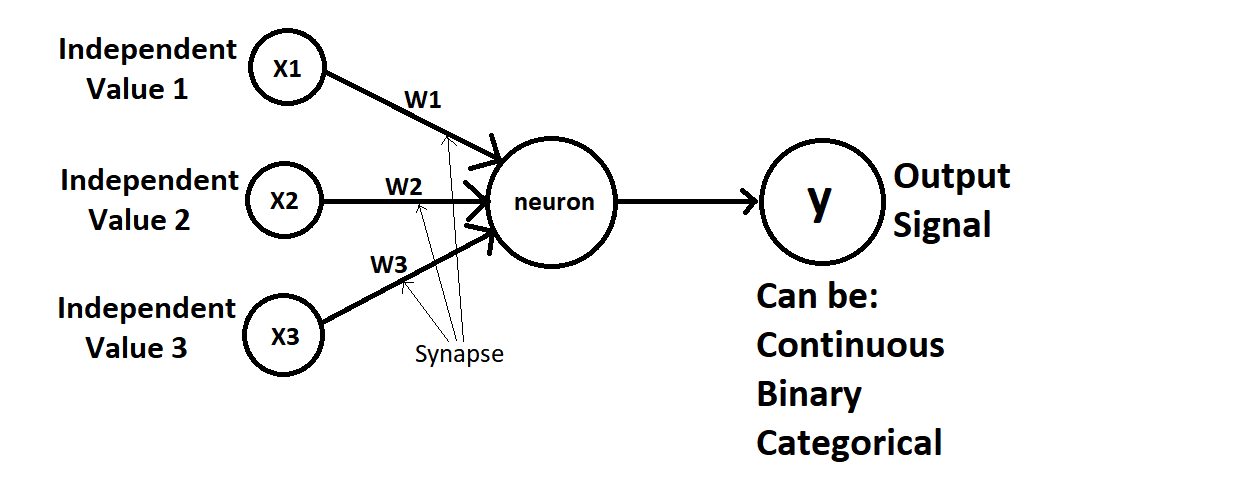 Independent
Value 1
X1
W1
Independent
Value 2
X2
W2
neuron
y
Output
Signal
W3
Independent
Value 3
X3
Synapse
Can be:
Continuous
Binary
Categorical